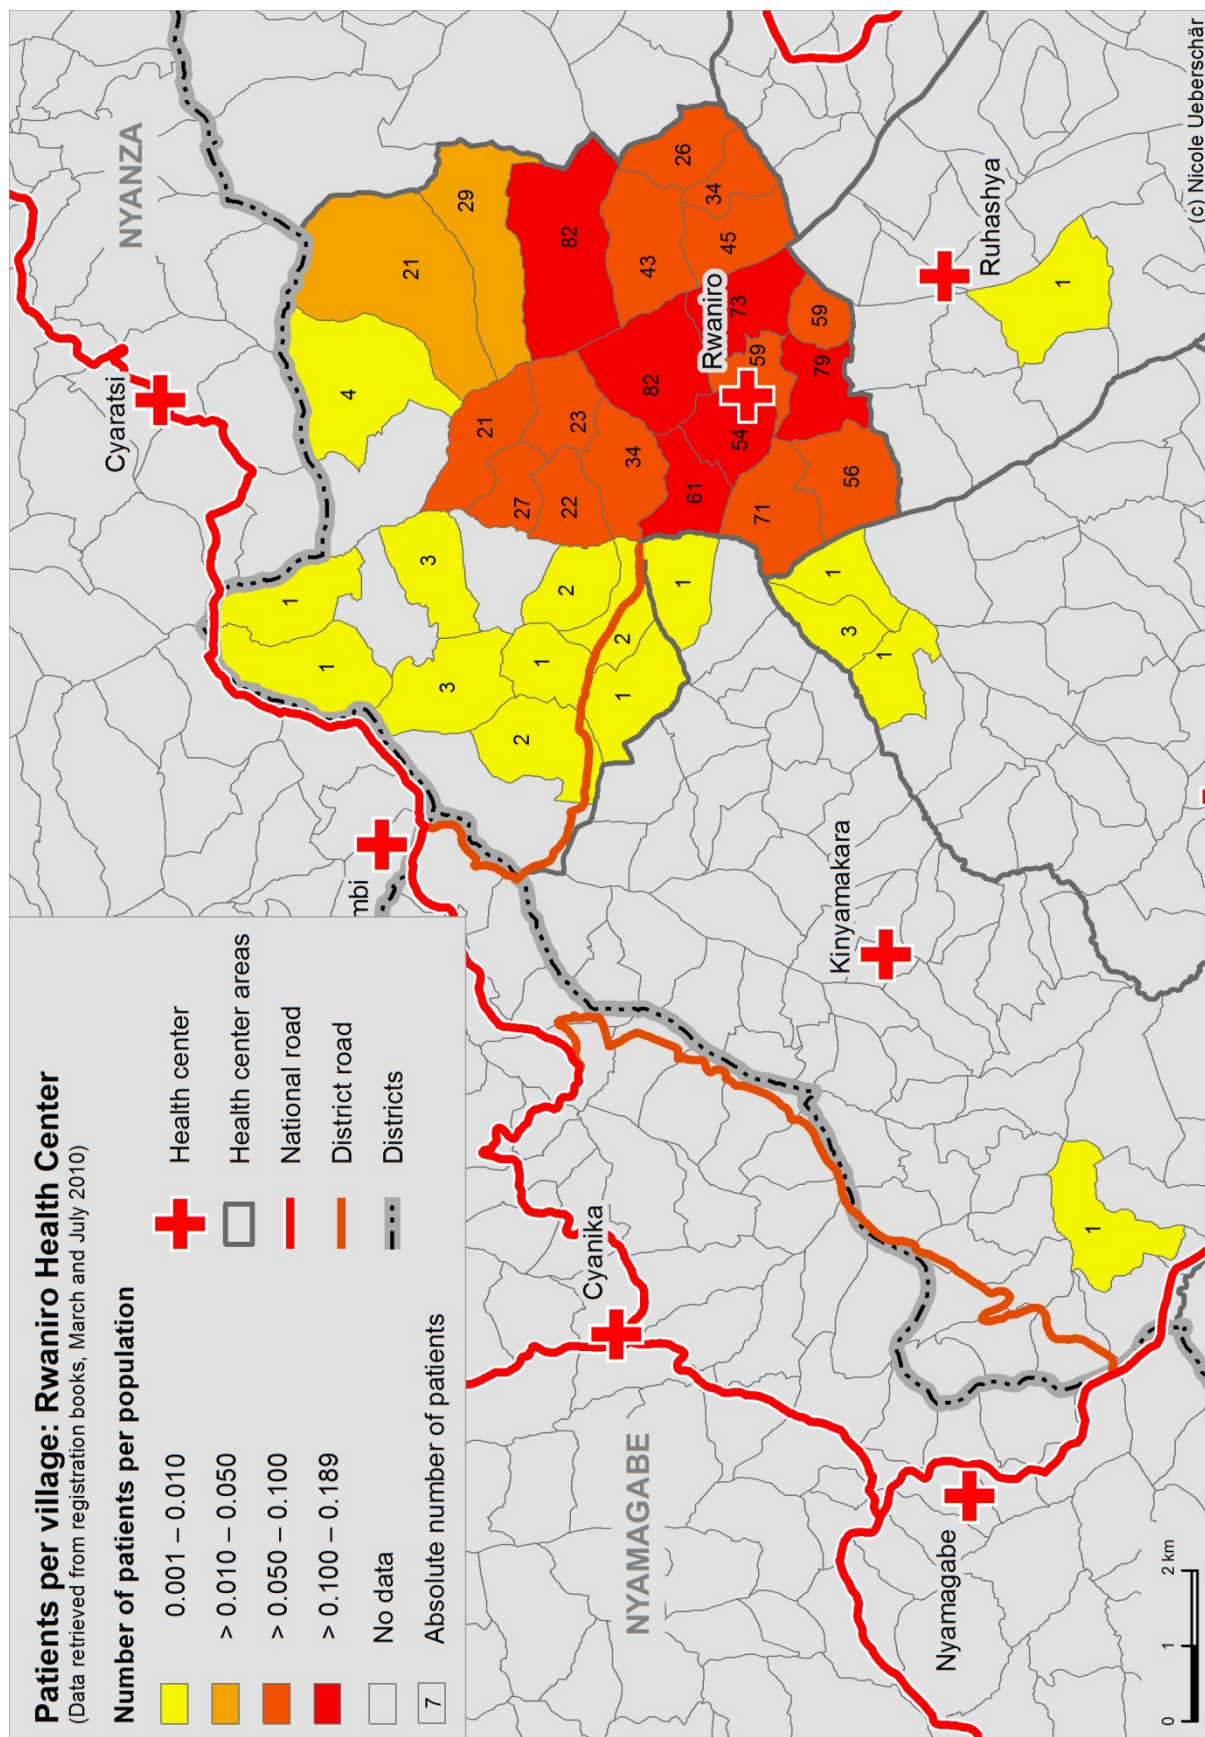 Patients per village: Rwaniro Health Center
(Data retrieved from registration books, March and July 2010)
Number of patients per population
0.001 – 0.010
> 0.010 – 0.050
> 0.050 – 0.100
> 0.100 – 0.189
No data
7 Absolute number of patients
Health center
Health center areas
National road
District road
Districts
mbi
Cyaratsi
NYANZA
1
1
4
21
29
3
3
21
27
23
22
82
2
1
2
34
2
1
1
61
82
43
26
34
45
Rwaniro
73
54
59
59
79
71
56
Cyanika
NYAMAGABE
Kinyamakara
1
3
1
Ruhashya
1
1
Nyamagabe
0 1 2 km
(c) Nicole Ueberschär